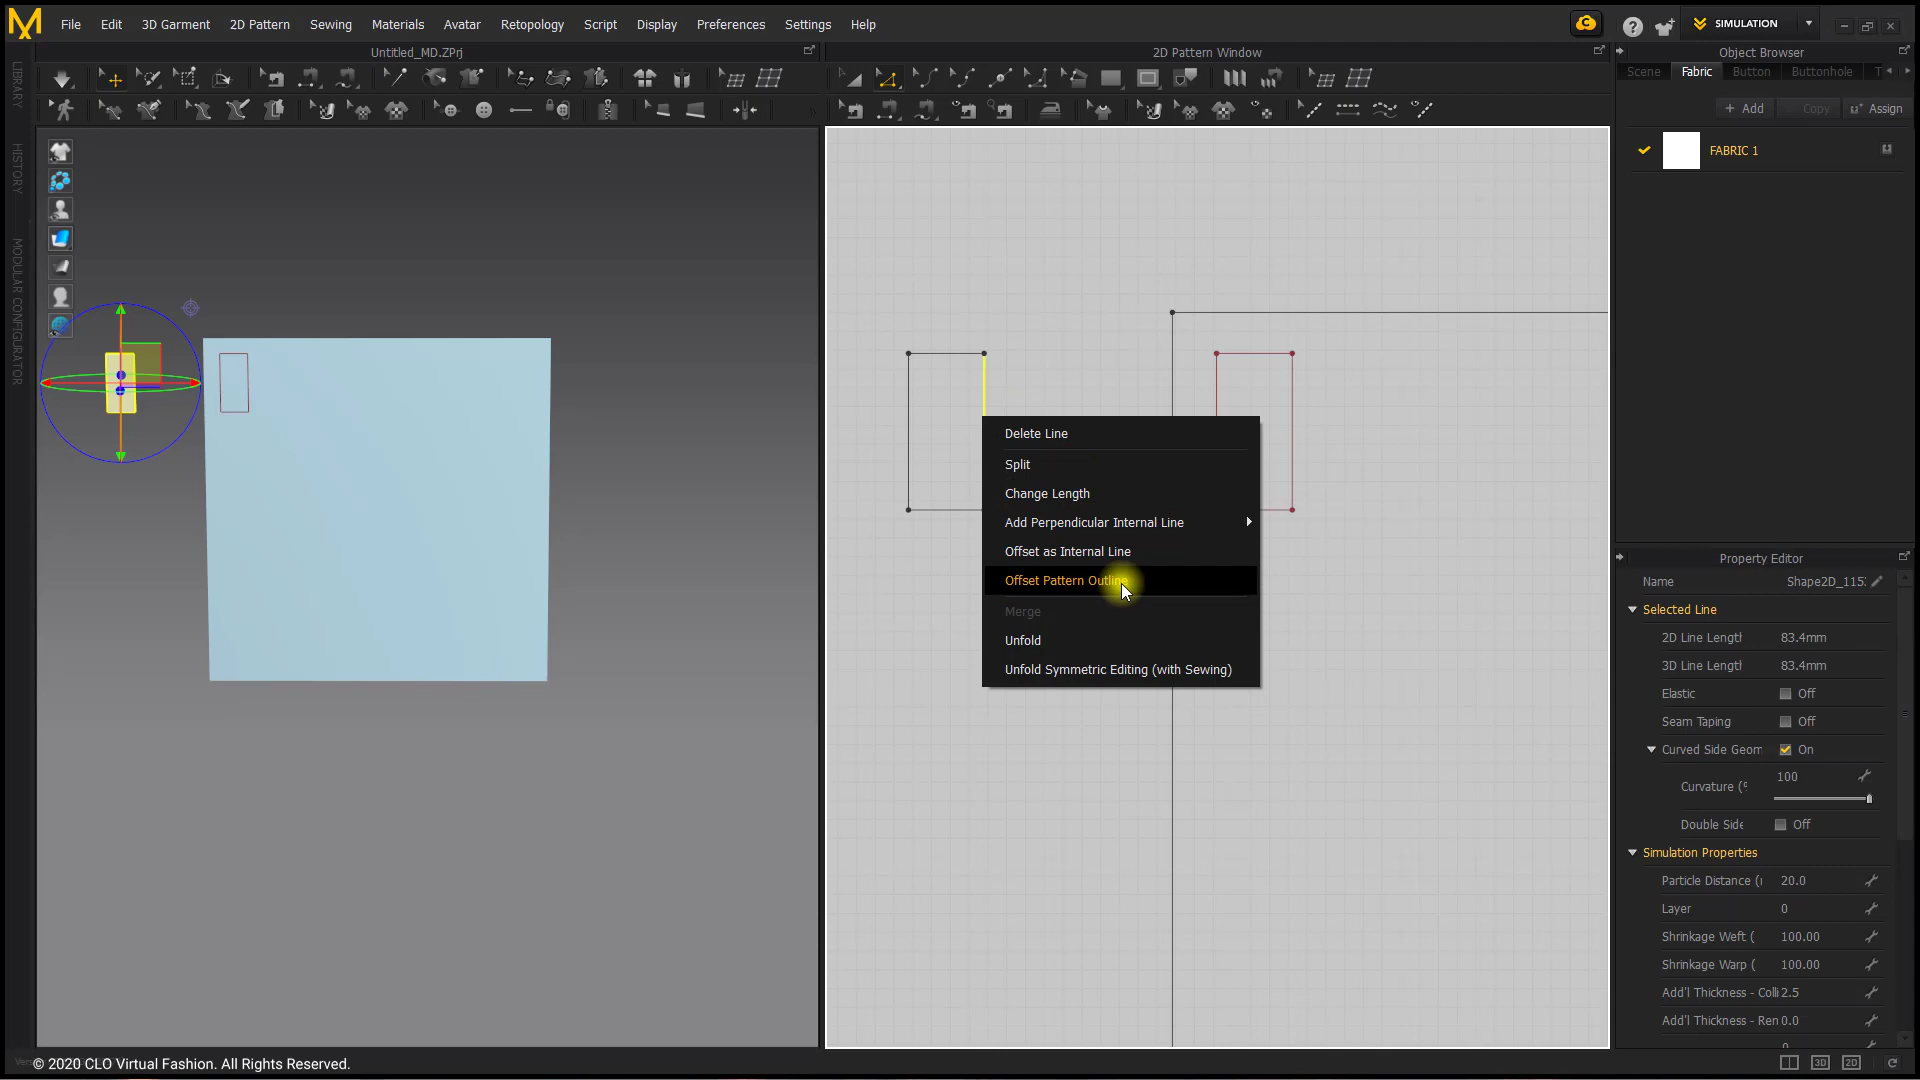 File Edit 3D Garment 2D Pattern Sewing Materials Avatar Retopology Script Display Preferences Settings Help
SIMULATION
Untitled_MD.ZPrj
2D Pattern Window
Object Browser
Scene Fabric Button Buttonhole T
+ Add Copy Assign
FABRIC 1
LIBRARY
HISTORY
MODULAR CONFIGURATOR
Delete Line
Split
Change Length
Add Perpendicular Internal Line
Offset as Internal Line
Offset Pattern Outline
Merge
Unfold
Unfold Symmetric Editing (with Sewing)
Property Editor
Name Shape2D_115
Selected Line
2D Line Length 83.4mm
3D Line Length 83.4mm
Elastic Off
Seam Taping Off
Curved Side Geom On
Curvature (% 100
Double Side Off
Simulation Properties
Particle Distance (r 20.0
Layer 0
Shrinkage Weft ( 100.00
Shrinkage Warp ( 100.00
Add'l Thickness - Colli 2.5
Add'l Thickness - Ren 0.0
© 2020 CLO Virtual Fashion. All Rights Reserved.
3D 2D